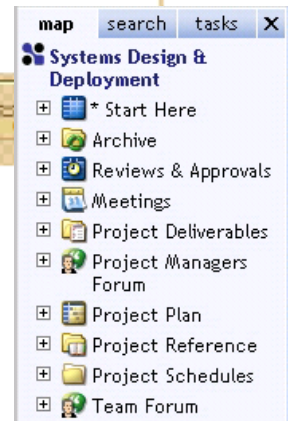 map search tasks X
Systems Design &
Deployment
* Start Here
Archive
Reviews & Approvals
Meetings
Project Deliverables
Project Managers
Forum
Project Plan
Project Reference
Project Schedules
Team Forum